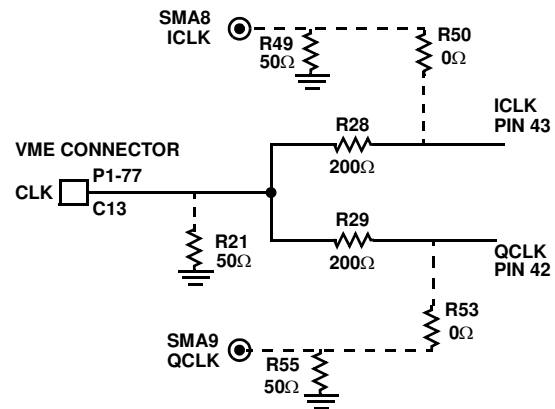 SMA8
ICLK
R49
50Ω
R50
0Ω
ICLK
PIN 43
R28
200Ω
VME CONNECTOR
CLK
P1-77
C13
R21
50Ω
R29
200Ω
QCLK
PIN 42
R53
0Ω
SMA9
QCLK
R55
50Ω